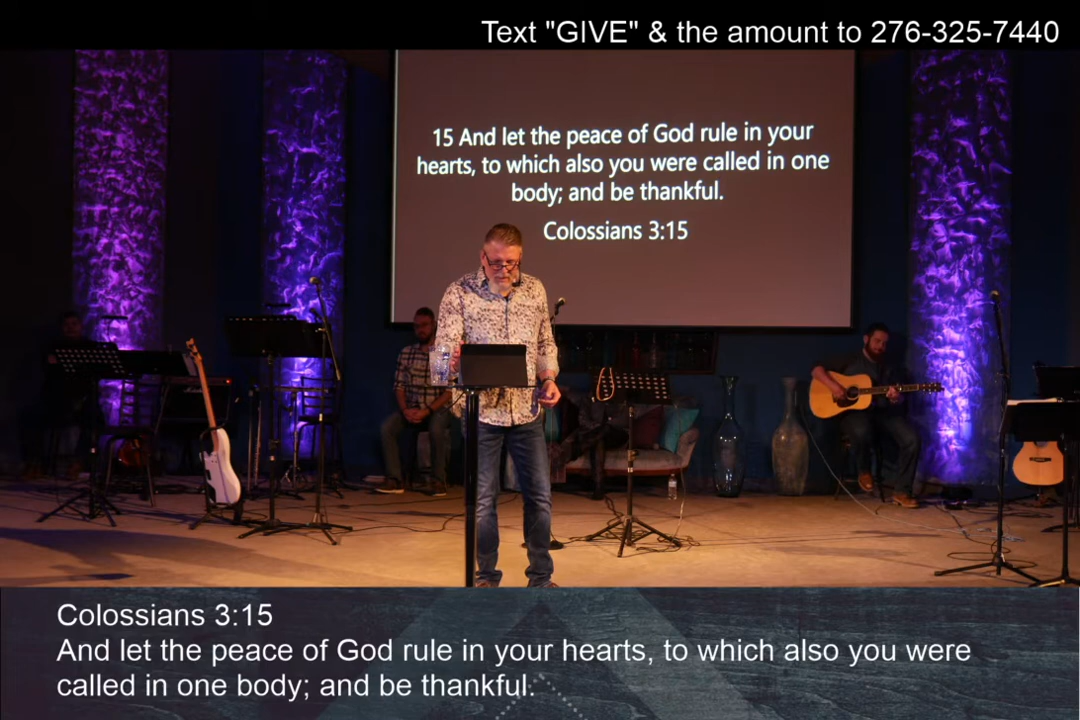 Text "GIVE" & the amount to 276-325-7440
15 And let the peace of God rule in your
hearts, to which also you were called in one
body; and be thankful.
Colossians 3:15
Colossians 3:15
And let the peace of God rule in your hearts, to which also you were
called in one body; and be thankful.